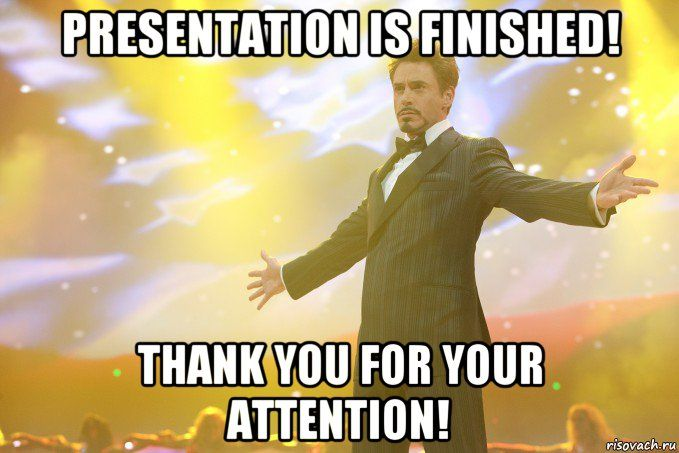 PRESENTATION IS FINISHED!
THANK YOU FOR YOUR
ATTENTION!
risovach.ru